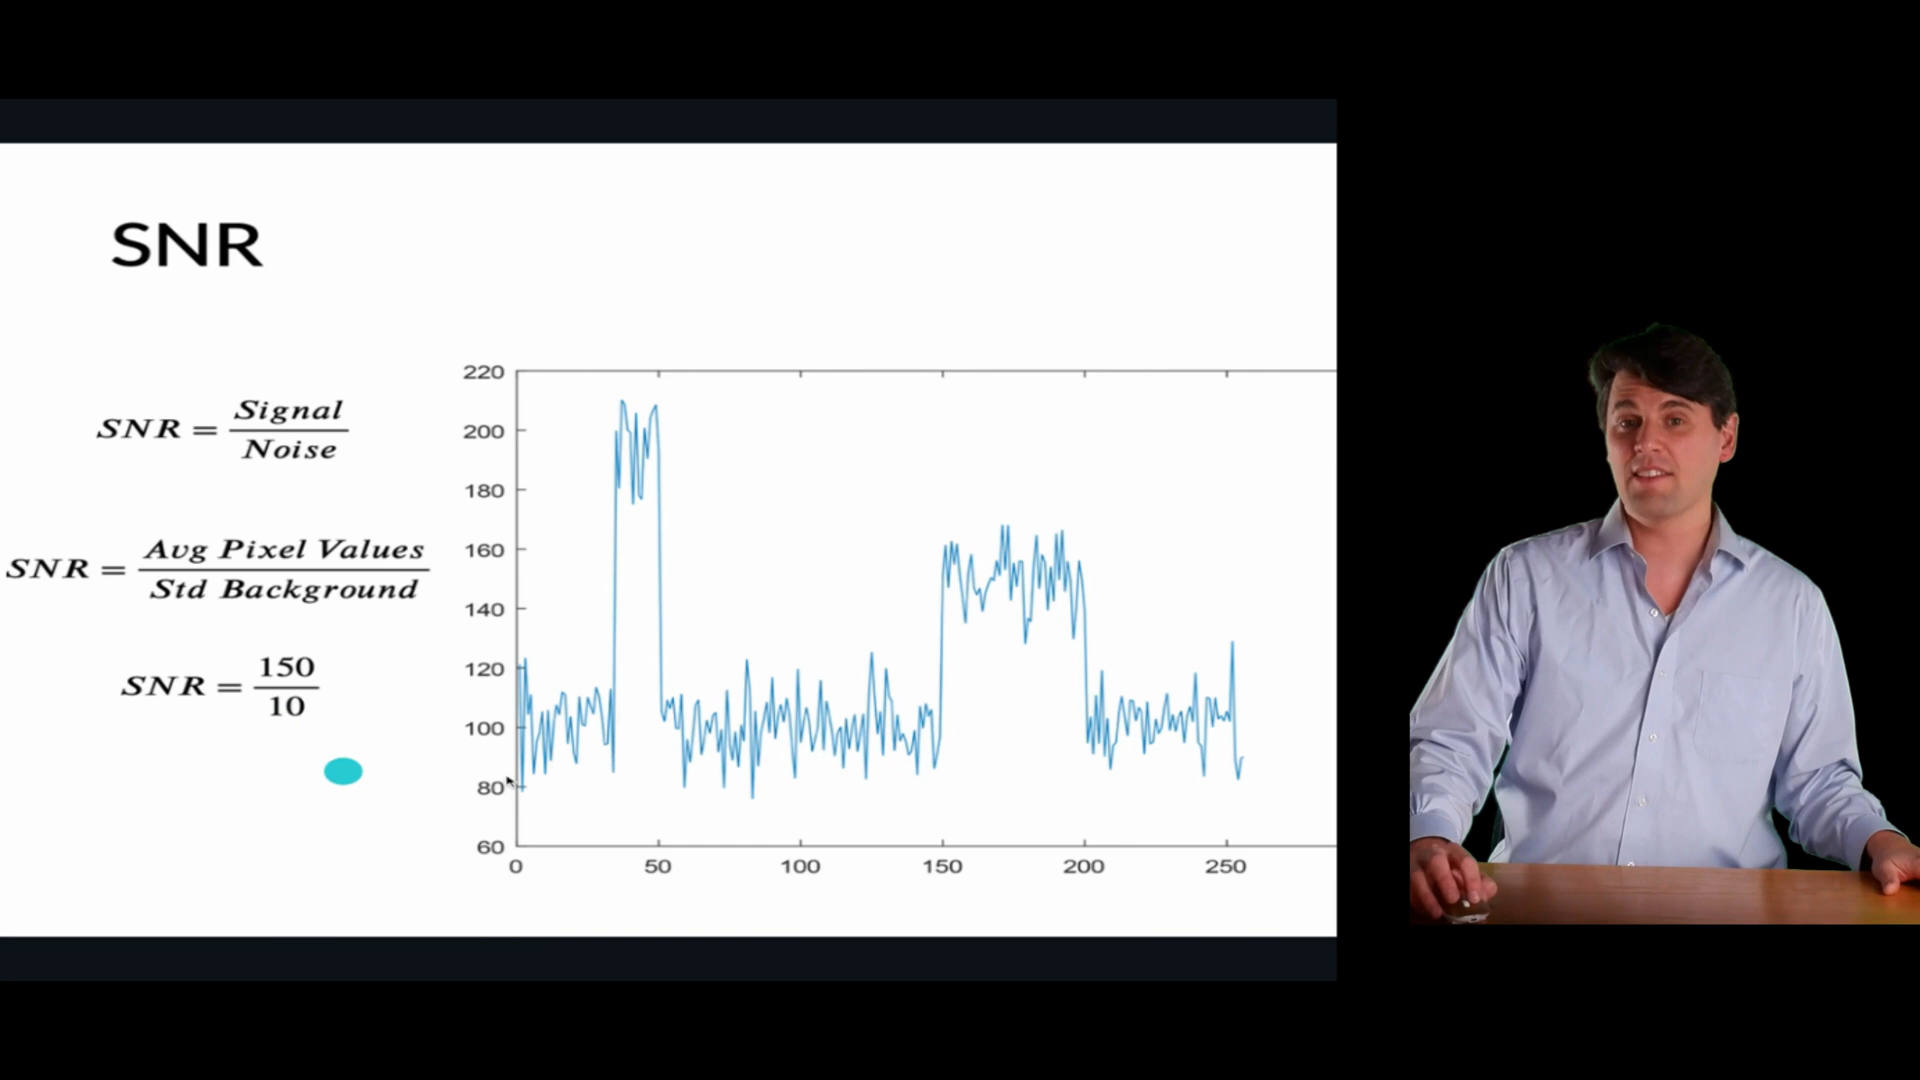 SNR
SNR = Signal / Noise
SNR = Avg Pixel Values / Std Background
SNR = 150 / 10
220
200
180
160
140
120
100
80
60
0 50 100 150 200 250